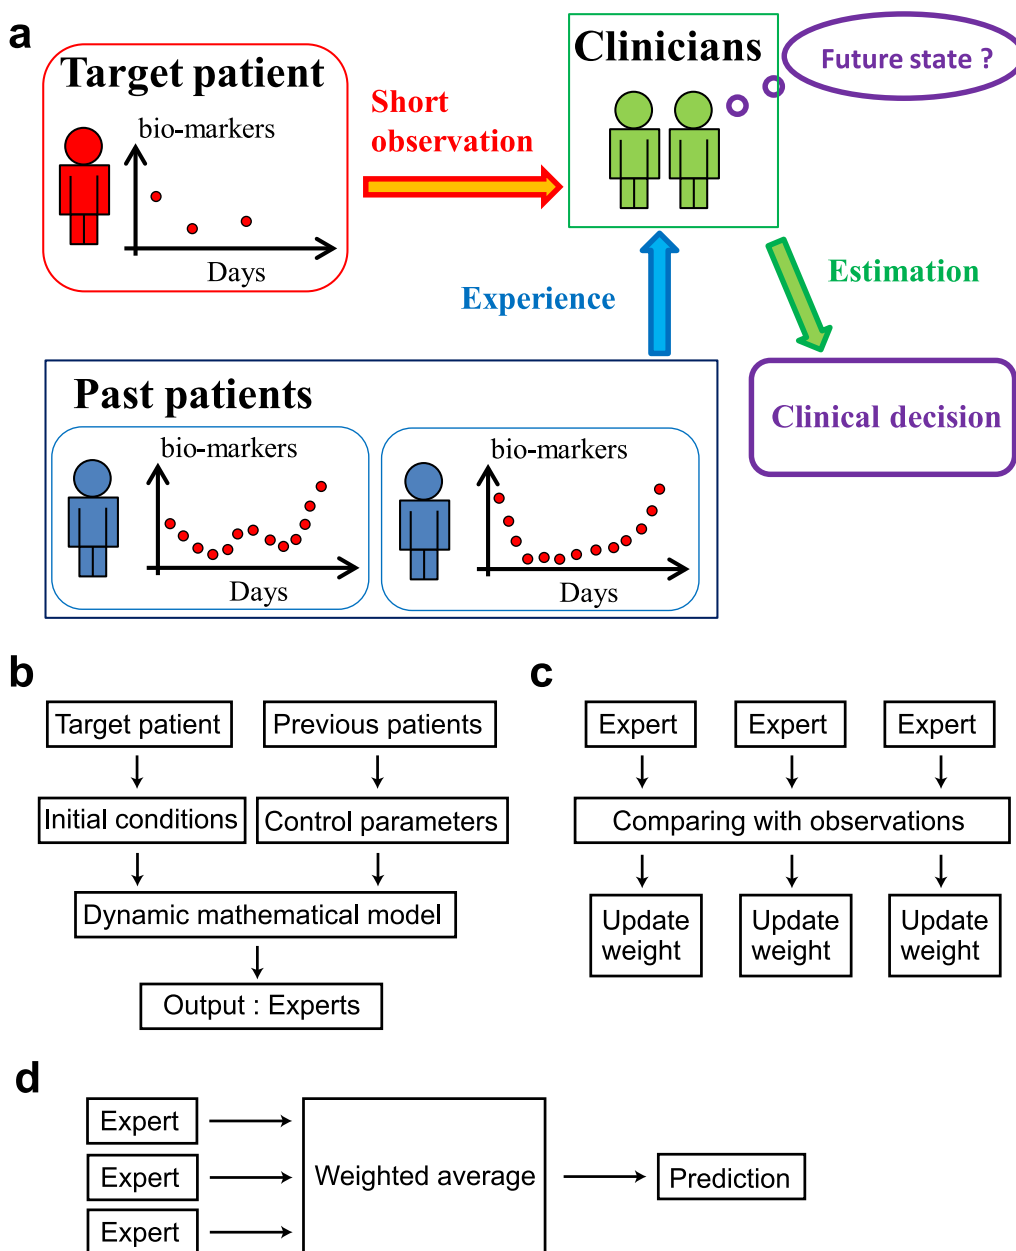 a
Target patient
bio-markers
Days
Short
observation
Clinicians
Future state ?
Experience
Estimation
Clinical decision
Past patients
bio-markers
Days
bio-markers
Days
b
Target patient
Previous patients
Initial conditions
Control parameters
Dynamic mathematical model
Output : Experts
c
Expert
Expert
Expert
Comparing with observations
Update
weight
Update
weight
Update
weight
d
Expert
Expert
Expert
Weighted average
Prediction